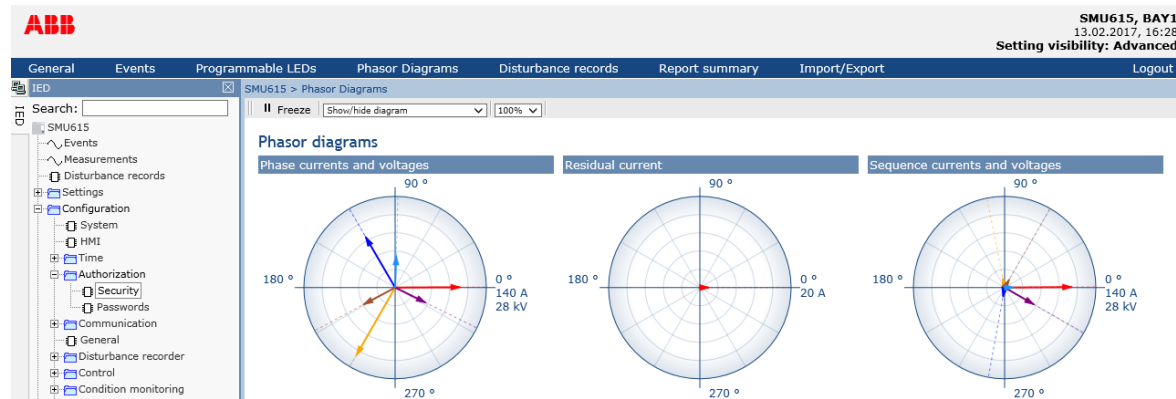 ABB
SMU615, BAY1
13.02.2017, 16:28
Setting visibility: Advanced
General Events Programmable LEDs Phasor Diagrams Disturbance records Report summary Import/Export Logout
IED
IED
SMU615 > Phasor Diagrams
Search:
Freeze Show/hide diagram 100%
SMU615
Events
Measurements
Disturbance records
Settings
Configuration
System
HMI
Time
Authorization
Security
Passwords
Communication
General
Disturbance recorder
Control
Condition monitoring
Phasor diagrams
Phase currents and voltages
90 °
180 °
0 °
140 A
28 kV
270 °
Residual current
90 °
180 °
0 °
20 A
270 °
Sequence currents and voltages
90 °
180 °
0 °
140 A
28 kV
270 °